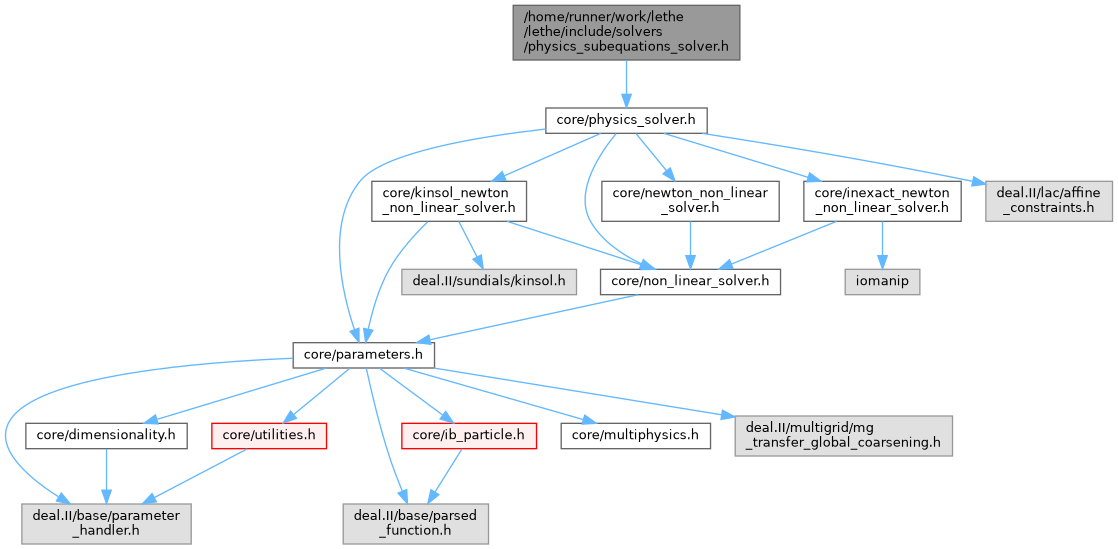 /home/runner/work/lethe
/lethe/include/solvers
/physics_subequations_solver.h
core/physics_solver.h
core/kinsol_newton
_non_linear_solver.h
core/newton_non_linear
_solver.h
core/inexact_newton
_non_linear_solver.h
deal.II/lac/affine
_constraints.h
deal.II/sundials/kinsol.h
core/non_linear_solver.h
iomanip
core/parameters.h
core/dimensionality.h
core/utilities.h
core/ib_particle.h
core/multiphysics.h
deal.II/multigrid/mg
_transfer_global_coarsening.h
deal.II/base/parameter
_handler.h
deal.II/base/parsed
_function.h